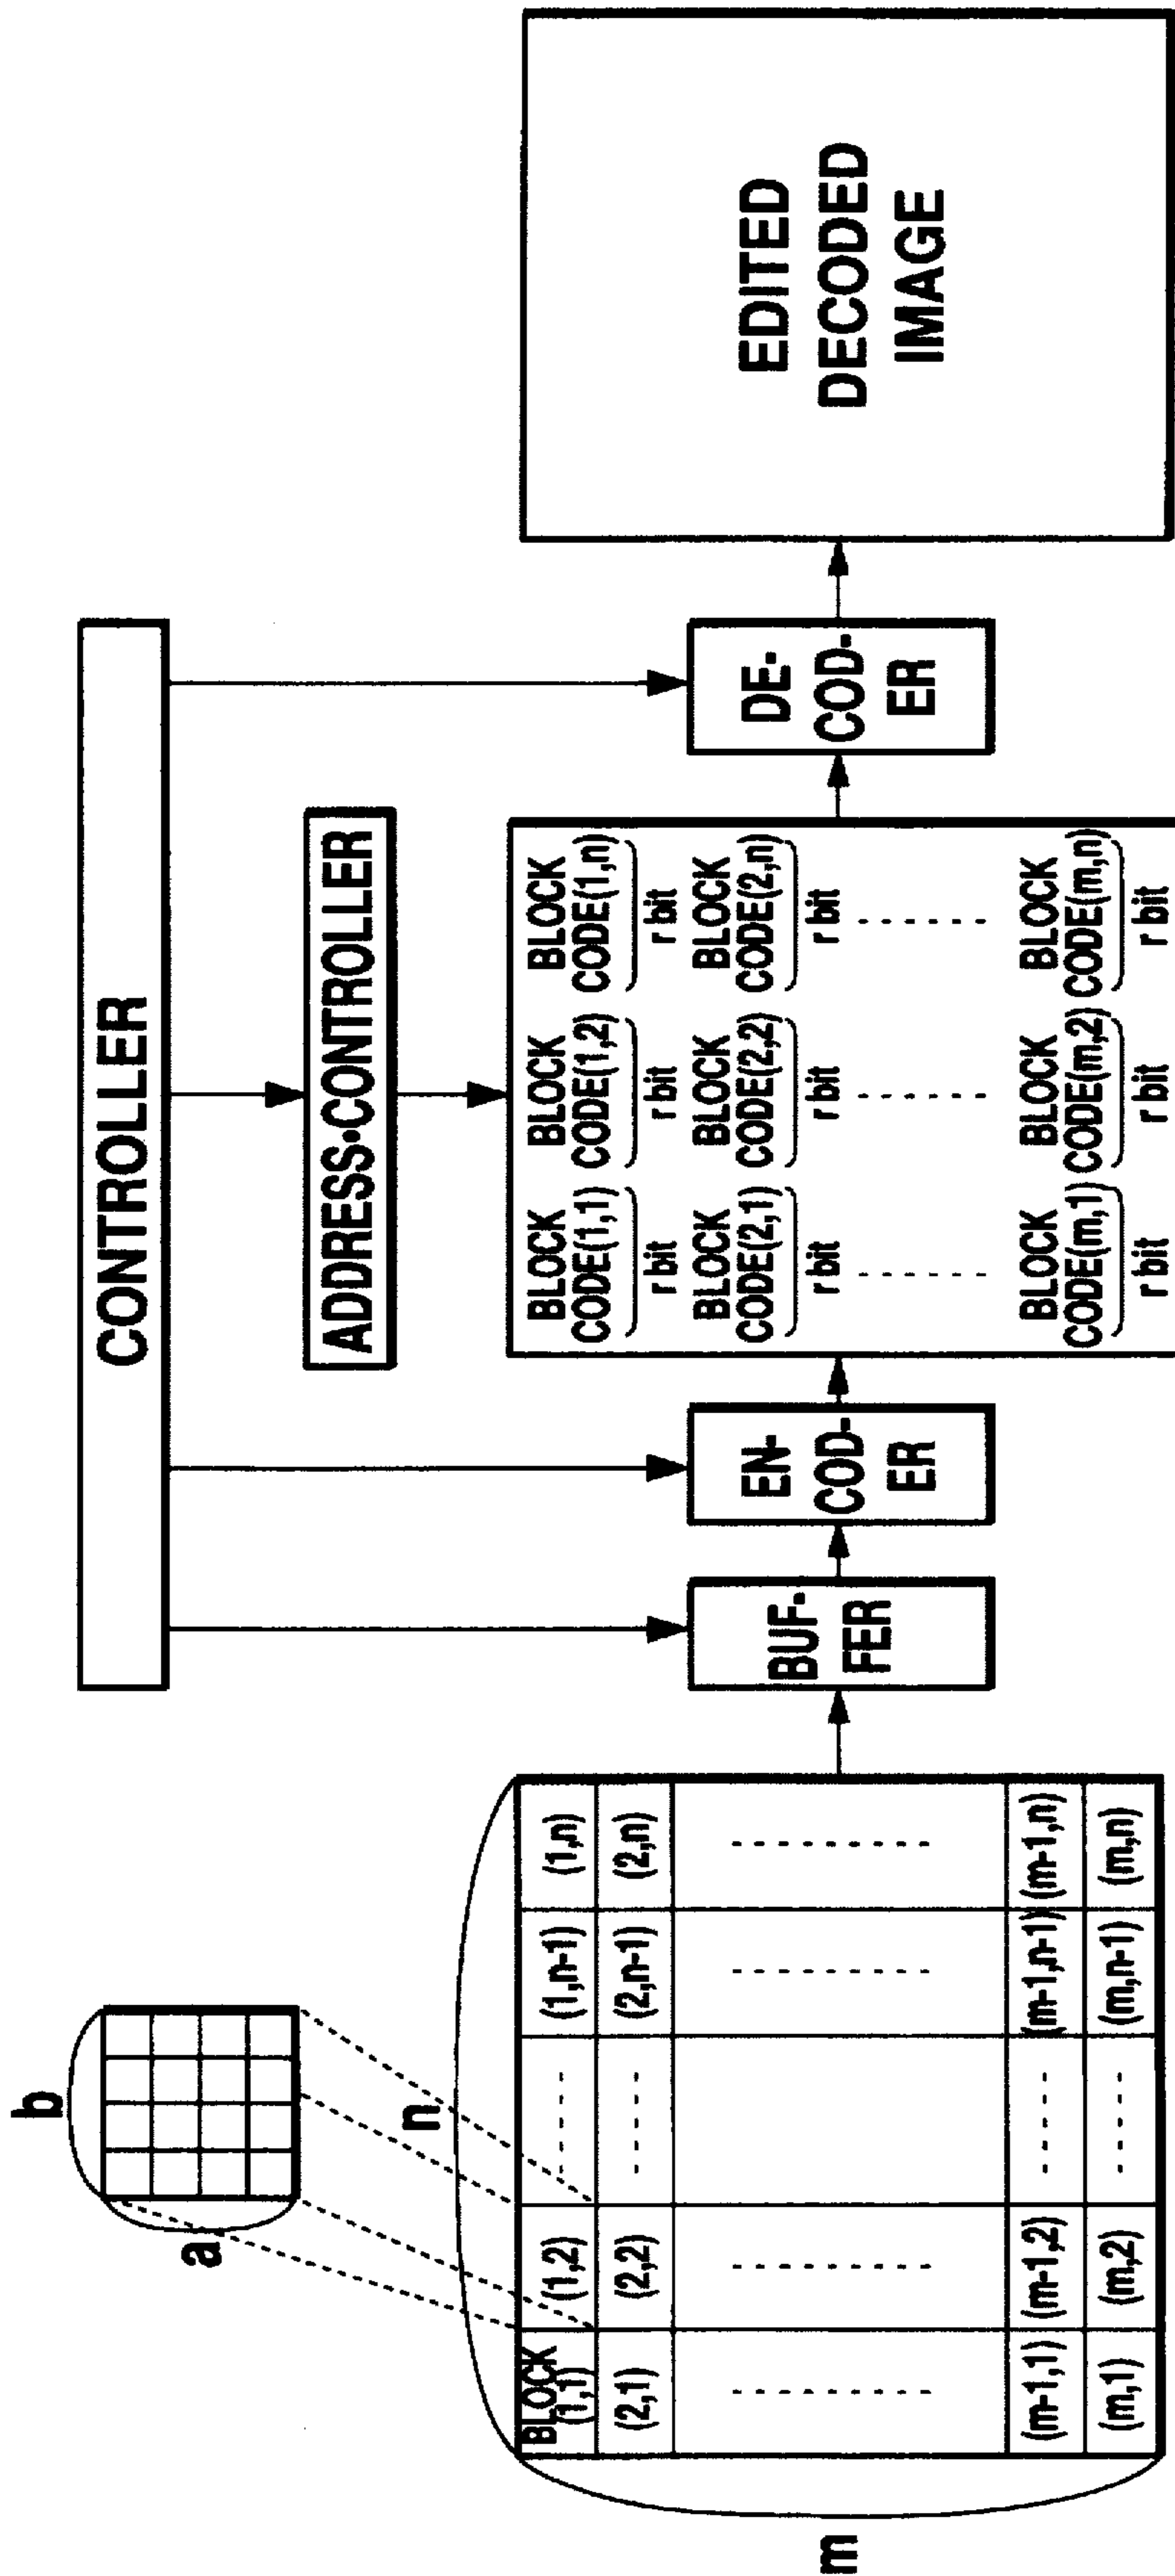 CONTROLLER
ADDRESS•CONTROLLER
b
a
n
m
BLOCK
(1,1) (1,2) (1,n-1) (1,n)
(2,1) (2,2) (2,n-1) (2,n)
(m-1,1) (m-1,2) (m-1,n-1) (m-1,n)
(m,1) (m,2) (m,n-1) (m,n)
BUF-
FER
EN-
COD-
ER
BLOCK BLOCK BLOCK
CODE(1,1) CODE(1,2) CODE(1,n)
r bit r bit r bit
BLOCK BLOCK BLOCK
CODE(2,1) CODE(2,2) CODE(2,n)
r bit r bit r bit
BLOCK BLOCK BLOCK
CODE(m,1) CODE(m,2) CODE(m,n)
r bit r bit r bit
DE-
COD-
ER
EDITED
DECODED
IMAGE